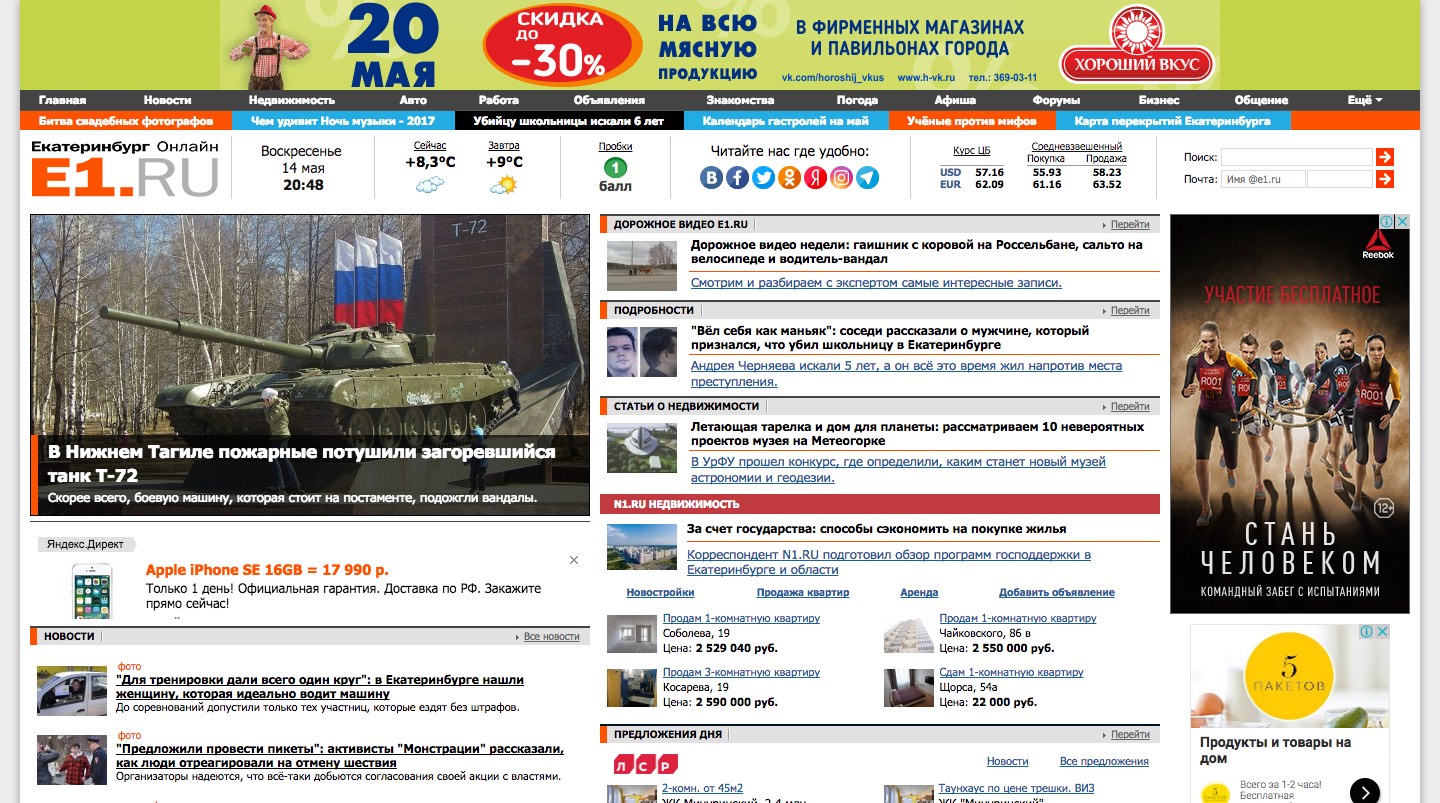 20
МАЯ
СКИДКА
ДО
–30%
НА ВСЮ
МЯСНУЮ
ПРОДУКЦИЮ
В ФИРМЕННЫХ МАГАЗИНАХ
И ПАВИЛЬОНАХ ГОРОДА
vk.com/horoshij_vkus www.h-vk.ru тел.: 369-03-11
ХОРОШИЙ ВКУС
Главная Новости Недвижимость Авто Работа Объявления Знакомства Погода Афиша Форумы Бизнес Общение Ещё
Битва свадебных фотографов Чем удивит Ночь музыки - 2017 Убийцу школьницы искали 6 лет Календарь гастролей на май Учёные против мифов Карта перекрытий Екатеринбурга
Екатеринбург Онлайн
E1.RU
Воскресенье
14 мая
20:48
Сейчас
+8,3°C
Завтра
+9°C
Пробки
1
балл
Читайте нас где удобно:
Курс ЦБ Средневзвешенный
Покупка Продажа
USD 57.16 55.93 58.23
EUR 62.09 61.16 63.52
Поиск:
Почта: Имя @e1.ru
T-72
В Нижнем Тагиле пожарные потушили загоревшийся
танк Т-72
Скорее всего, боевую машину, которая стоит на постаменте, подожгли вандалы.
Яндекс.Директ
Apple iPhone SE 16GB = 17 990 р.
Только 1 день! Официальная гарантия. Доставка по РФ. Закажите
прямо сейчас!
НОВОСТИ Все новости
фото
"Для тренировки дали всего один круг": в Екатеринбурге нашли
женщину, которая идеально водит машину
До соревнований допустили только тех участниц, которые ездят без штрафов.
фото
"Предложили провести пикеты": активисты "Монстрации" рассказали,
как люди отреагировали на отмену шествия
Организаторы надеются, что всё-таки добьются согласования своей акции с властями.
ДОРОЖНОЕ ВИДЕО E1.RU Перейти
Дорожное видео недели: гаишник с коровой на Россельбане, сальто на
велосипеде и водитель-вандал
Смотрим и разбираем с экспертом самые интересные записи.
ПОДРОБНОСТИ Перейти
"Вёл себя как маньяк": соседи рассказали о мужчине, который
признался, что убил школьницу в Екатеринбурге
Андрея Черняева искали 5 лет, а он всё это время жил напротив места
преступления.
СТАТЬИ О НЕДВИЖИМОСТИ Перейти
Летающая тарелка и дом для планеты: рассматриваем 10 невероятных
проектов музея на Метеогорке
В УрФУ прошел конкурс, где определили, каким станет новый музей
астрономии и геодезии.
N1.RU НЕДВИЖИМОСТЬ
За счет государства: способы сэкономить на покупке жилья
Корреспондент N1.RU подготовил обзор программ господдержки в
Екатеринбурге и области
Новостройки Продажа квартир Аренда Добавить объявление
Продам 1-комнатную квартиру
Соболева, 19
Цена: 2 529 040 руб.
Продам 1-комнатную квартиру
Чайковского, 86 в
Цена: 2 550 000 руб.
Продам 3-комнатную квартиру
Косарева, 19
Цена: 2 590 000 руб.
Сдам 1-комнатную квартиру
Щорса, 54а
Цена: 22 000 руб.
ПРЕДЛОЖЕНИЯ ДНЯ Перейти
ЛСР
Новости Все предложения
2-комн. от 45м2
ЖК Мичуринский. 2,4 млн
Таунхаус по цене трешки. ВИЗ
ЖК "Мичуринский"
Reebok
УЧАСТИЕ БЕСПЛАТНОЕ
R001
R001
12+
СТАНЬ
ЧЕЛОВЕКОМ
КОМАНДНЫЙ ЗАБЕГ С ИСПЫТАНИЯМИ
5
ПАКЕТОВ
Продукты и товары на
дом
Всего за 1-2 часа!
Бесплатная